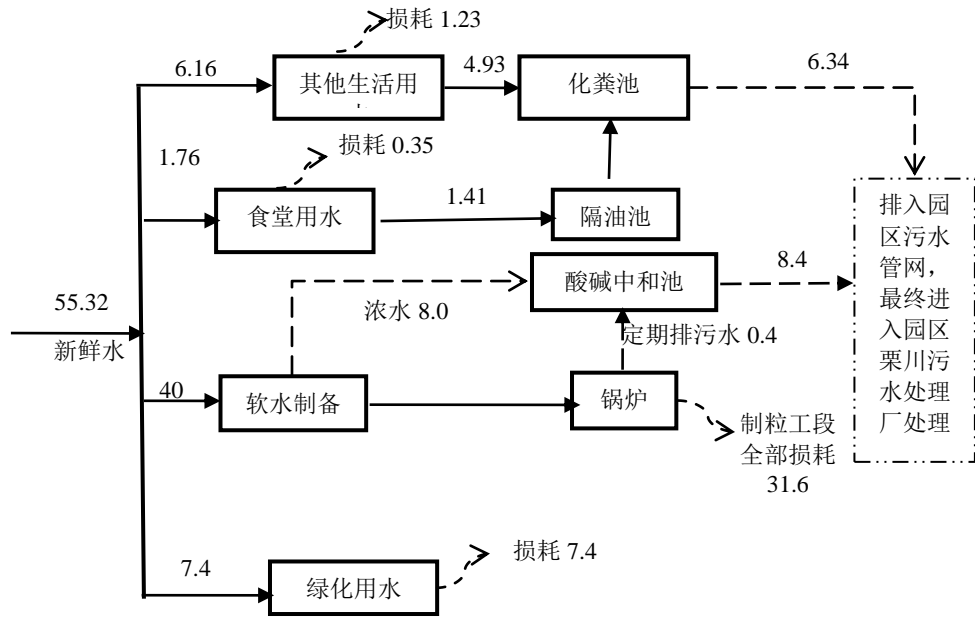 损耗 1.23
6.16
其他生活用
4.93
化粪池
6.34
1.76
损耗 0.35
食堂用水
1.41
隔油池
排入园
区污水
管网，
最终进
入园区
栗川污
水处理
厂处理
酸碱中和池
8.4
55.32
新鲜水
浓水 8.0
定期排污水 0.4
40
软水制备
锅炉
制粒工段
全部损耗
31.6
7.4
绿化用水
损耗 7.4